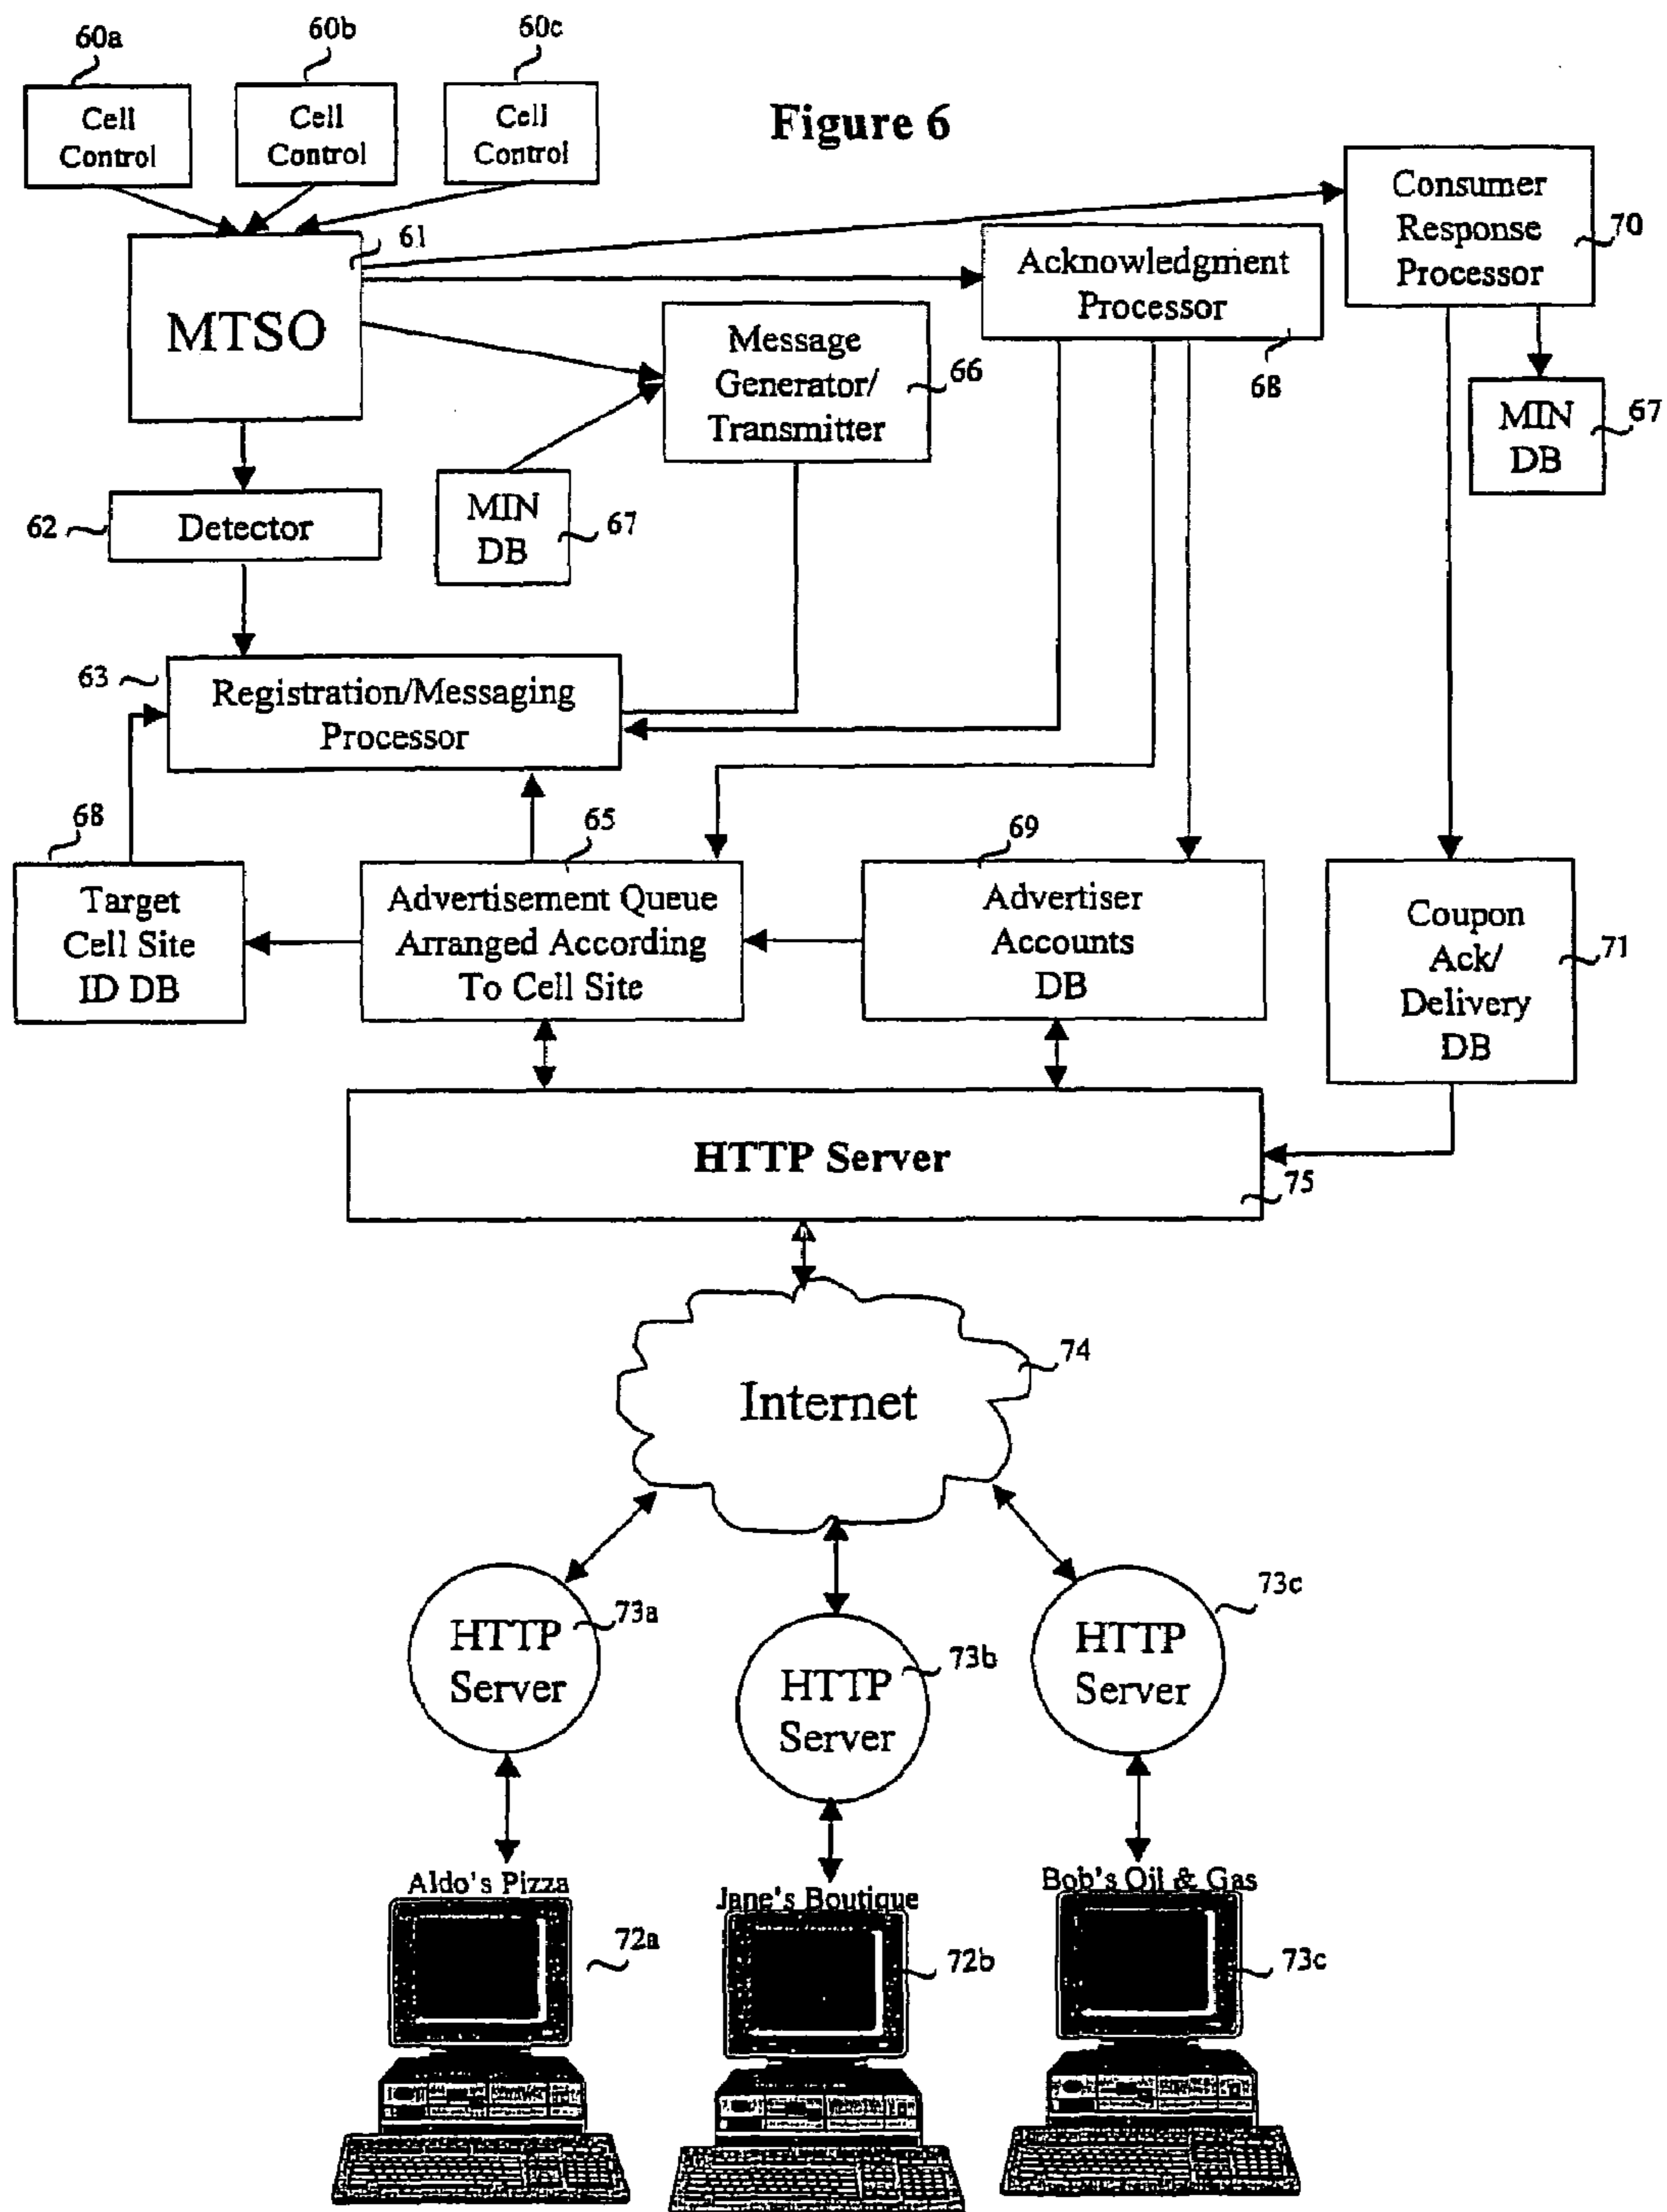 60a
60b
60c
Cell
Control
Cell
Control
Cell
Control
Figure 6
Consumer
Response
Processor
70
61
MTSO
Acknowledgment
Processor
68
Message
Generator/
Transmitter
66
MIN
DB
67
MIN
DB
67
62
Detector
63
Registration/Messaging
Processor
68
Target
Cell Site
ID DB
65
Advertisement Queue
Arranged According
To Cell Site
69
Advertiser
Accounts
DB
Coupon
Ack/
Delivery
DB
71
HTTP Server
75
74
Internet
HTTP
Server
73a
HTTP
Server
73b
HTTP
Server
73c
Aldo's Pizza
72a
Jane's Boutique
72b
Bob's Oil & Gas
73c